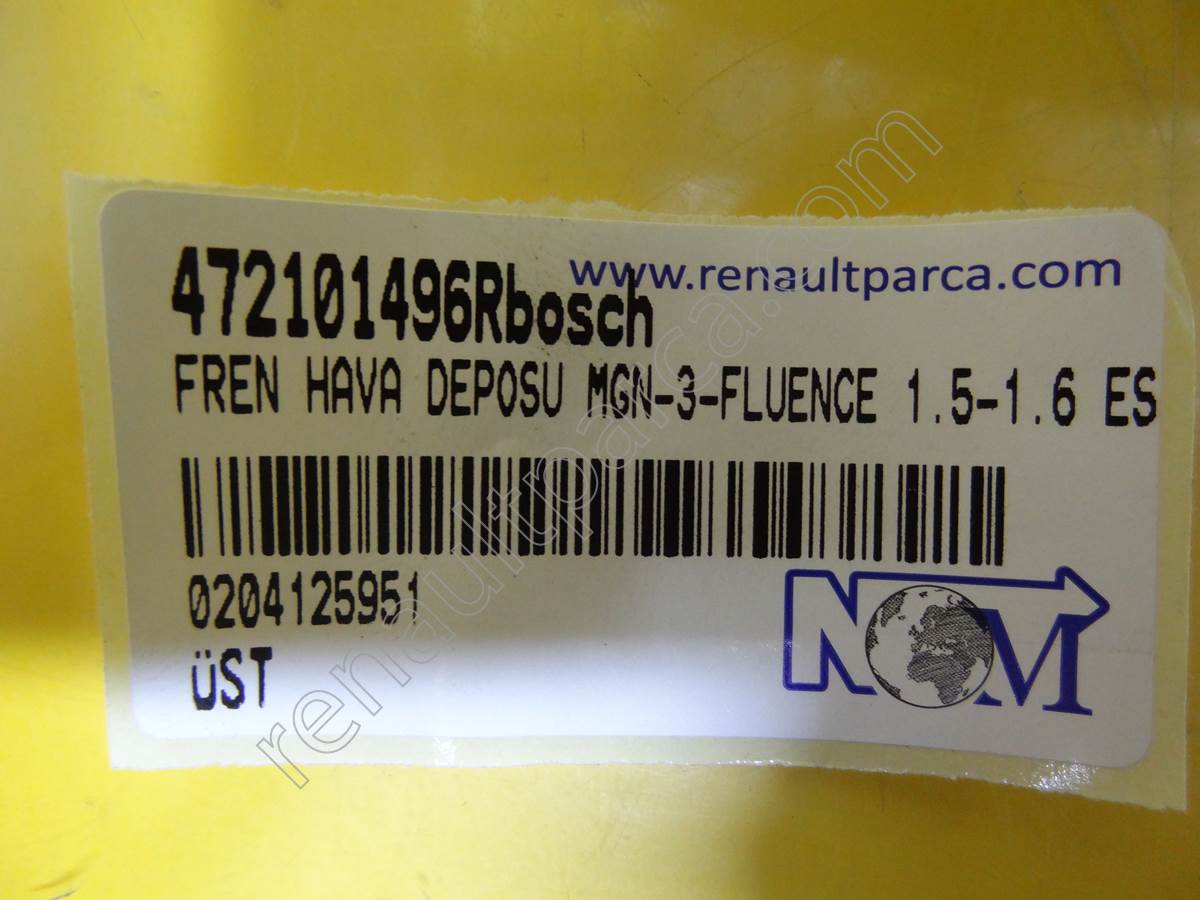 www.renaultparca.com
472101496Rbosch
FREN HAVA DEPOSU MGN-3-FLUENCE 1.5-1.6 ES
0204125951
ÜST
NOM
renaultparca.com